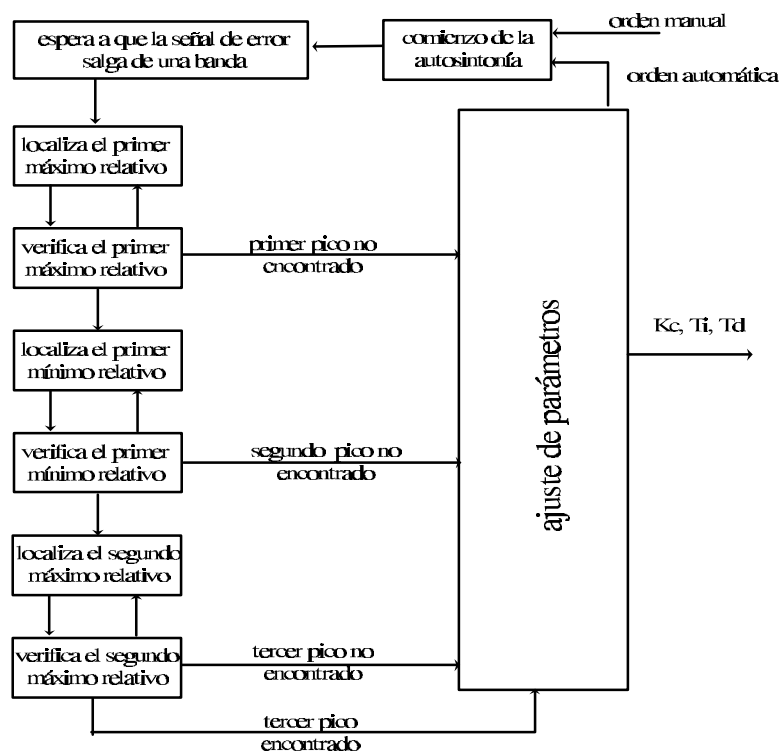 espera a que la señal de error
salga de una banda
comienzo de la
autosintonía
orden manual
orden automática
localiza el primer
máximo relativo
verifica el primer
máximo relativo
primer pico no
encontrado
localiza el primer
mínimo relativo
verifica el primer
mínimo relativo
segundo pico no
encontrado
localiza el segundo
máximo relativo
verifica el segundo
máximo relativo
tercer pico no
encontrado
tercer pico
encontrado
ajuste de parámetros
Kc, Ti, Td